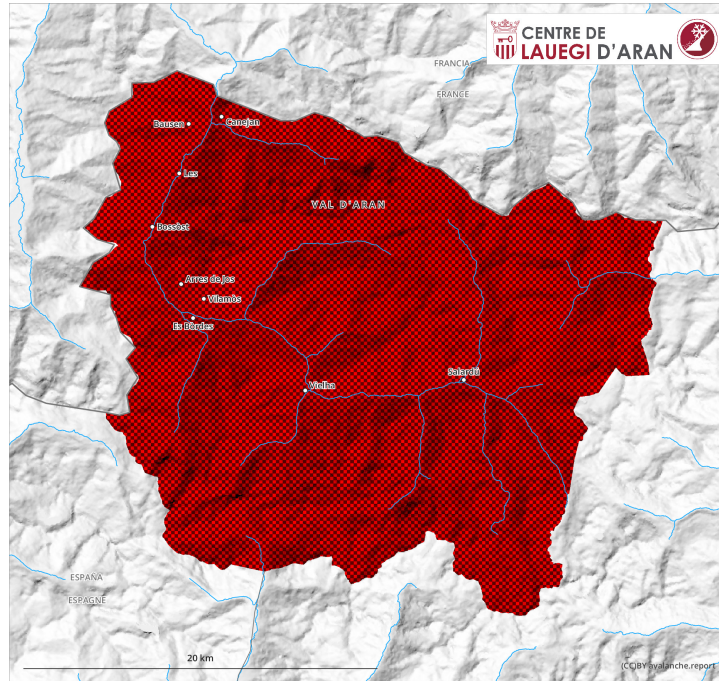 CENTRE DE
LAUEGI D'ARAN
FRANCIA
FRANCE
Bausen
Canejan
Les
VAL D'ARAN
Bossòst
Arres de Jos
Vilamòs
Es Bòrdes
Salardú
Vielha
ESPAÑA
ESPAGNE
20 km
(CC)BY avalanche.report